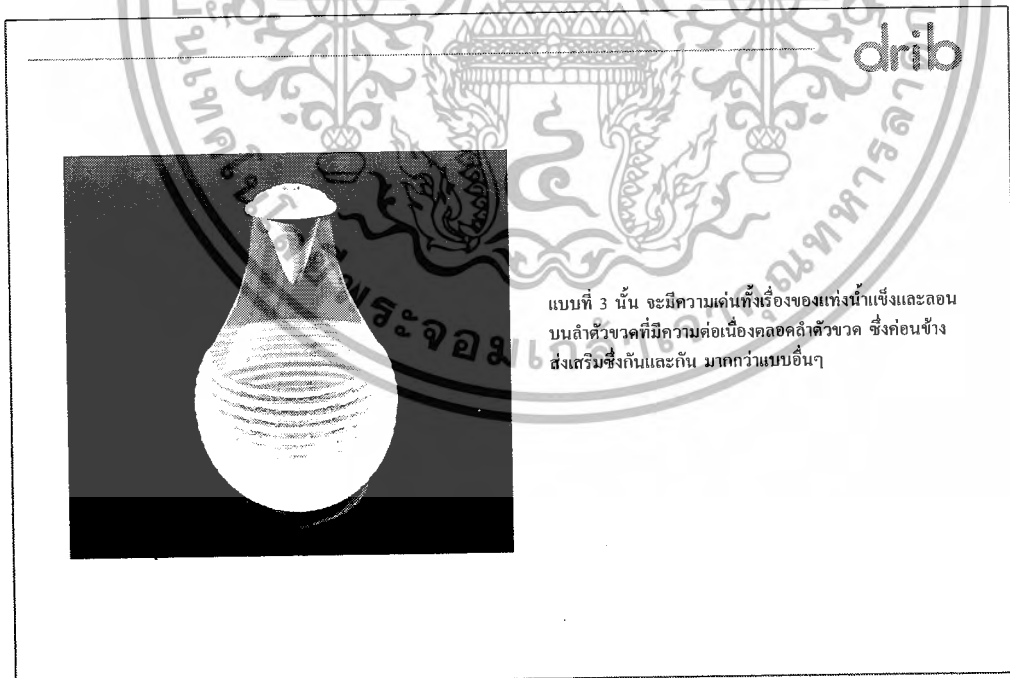 drib
แบบที่ 3 นั้น จะมีความเด่นทั้งเรื่องของแท่งน้ำแข็งและลอน
บนลำตัวขวดที่มีความต่อเนื่องตลอดลำตัวขวด ซึ่งค่อนข้าง
ส่งเสริมซึ่งกันและกัน มากกว่าแบบอื่นๆ